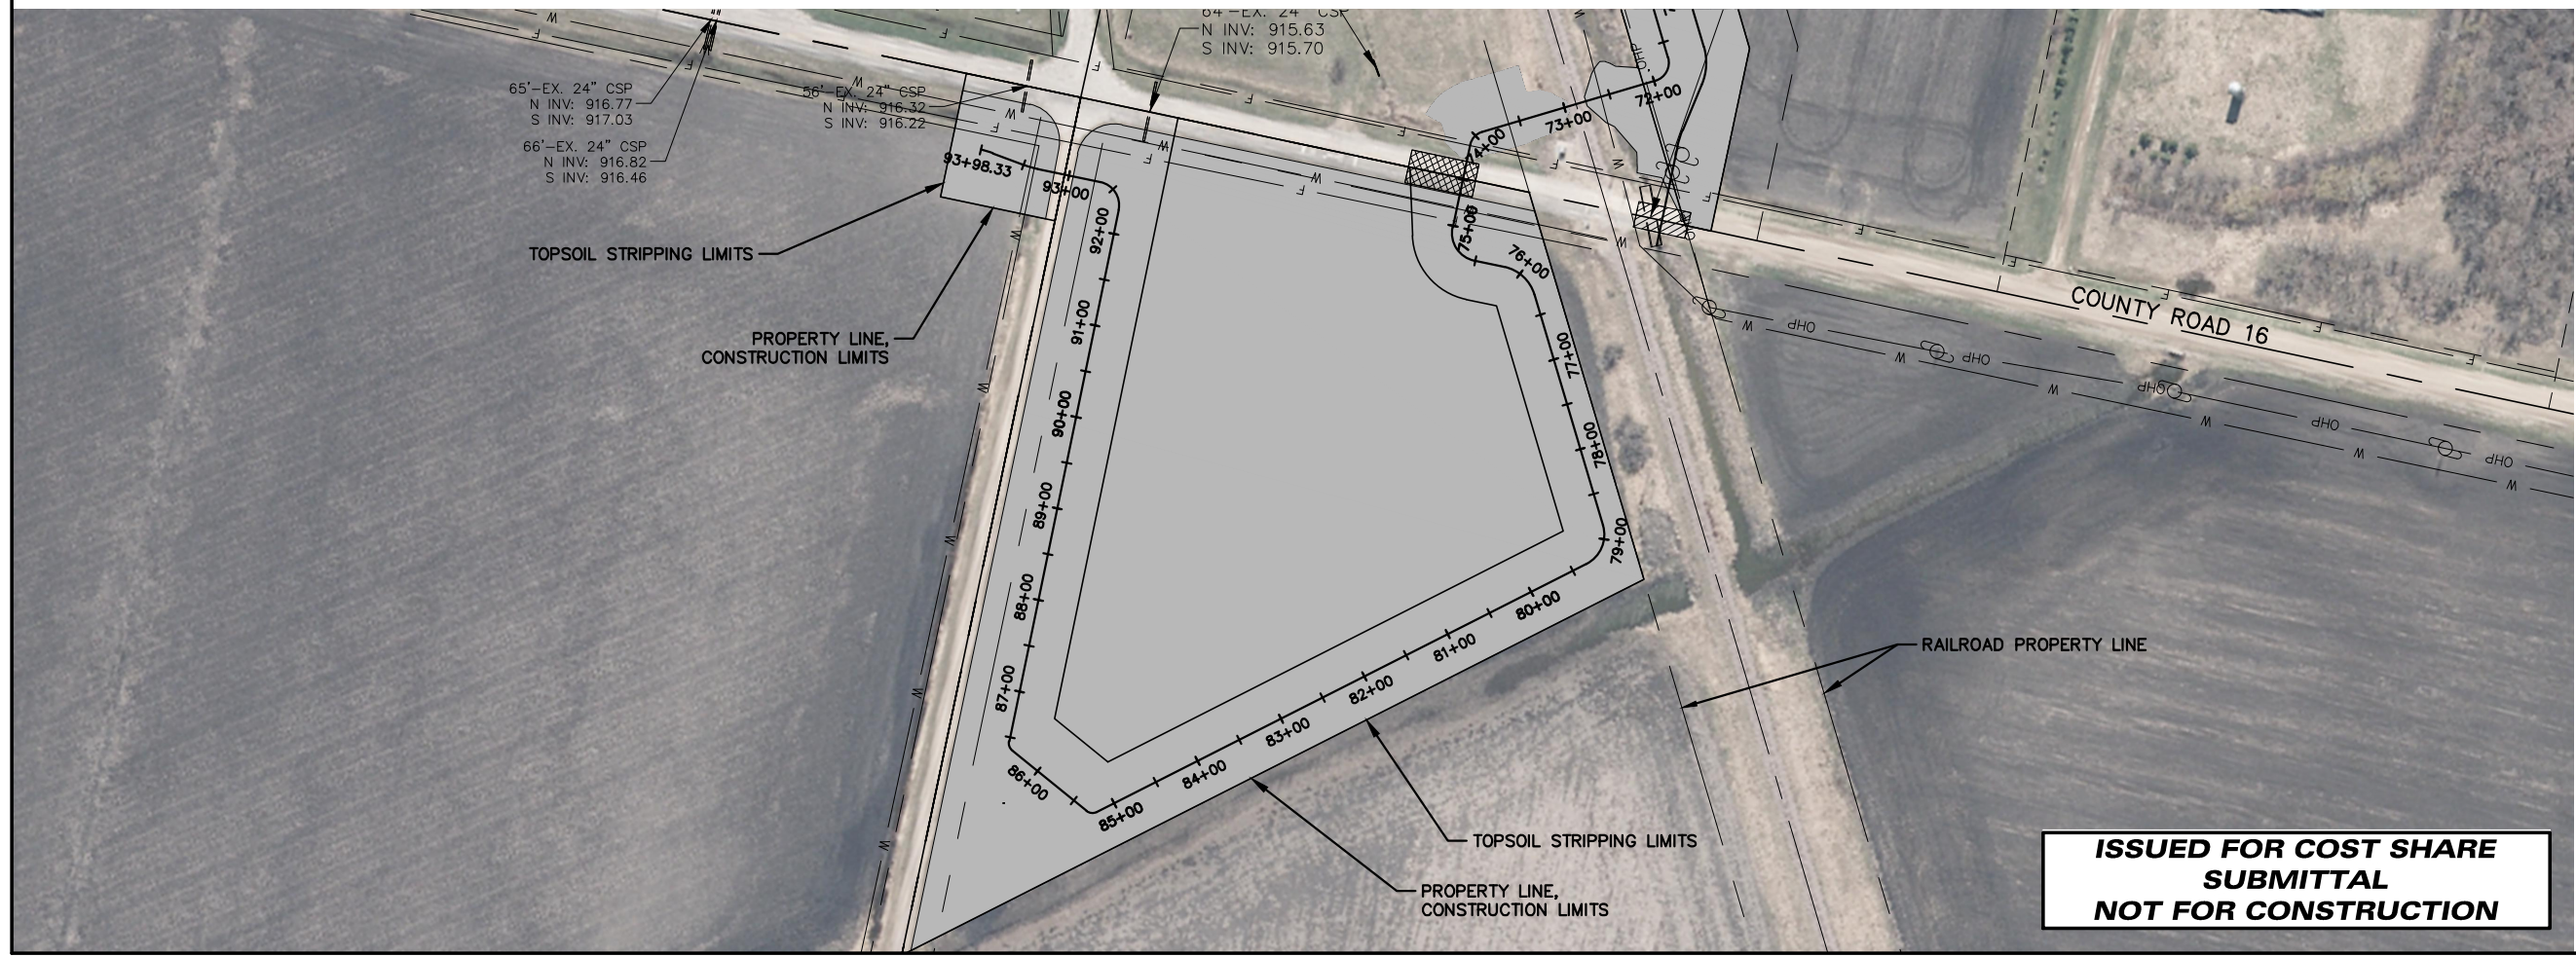 64'-EX. 24" CSP
N INV: 915.63
S INV: 915.70
65'-EX. 24" CSP
N INV: 916.77
S INV: 917.03
56'-EX. 24" CSP
N INV: 916.32
S INV: 916.22
66'-EX. 24" CSP
N INV: 916.82
S INV: 916.46
72+00
73+00
74+00
75+00
76+00
77+00
78+00
79+00
80+00
81+00
82+00
83+00
84+00
85+00
86+00
87+00
88+00
89+00
90+00
91+00
92+00
93+00
93+98.33
TOPSOIL STRIPPING LIMITS
PROPERTY LINE,
CONSTRUCTION LIMITS
COUNTY ROAD 16
OHP
OHP
OHP
OHP
OHP
OHP
RAILROAD PROPERTY LINE
TOPSOIL STRIPPING LIMITS
PROPERTY LINE,
CONSTRUCTION LIMITS
ISSUED FOR COST SHARE
SUBMITTAL
NOT FOR CONSTRUCTION